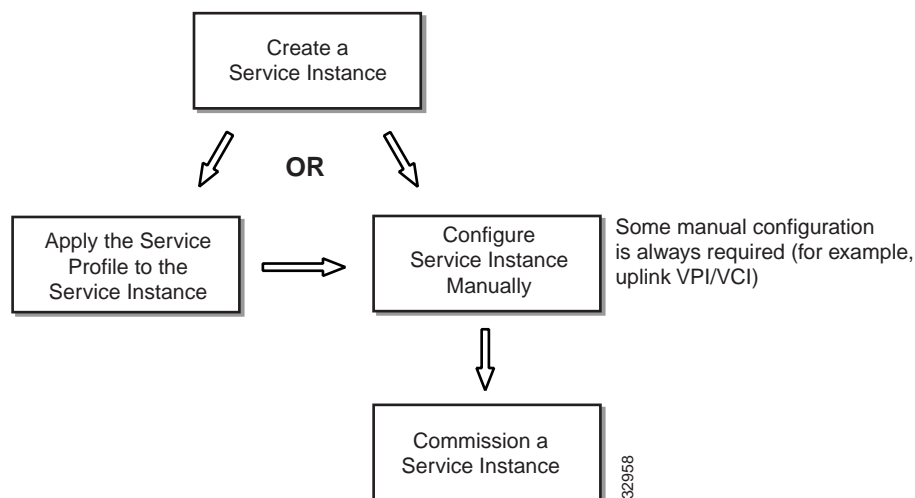 Create a
Service Instance
OR
Apply the Service
Profile to the
Service Instance
Configure
Service Instance
Manually
Some manual configuration
is always required (for example,
uplink VPI/VCI)
Commission a
Service Instance
32958